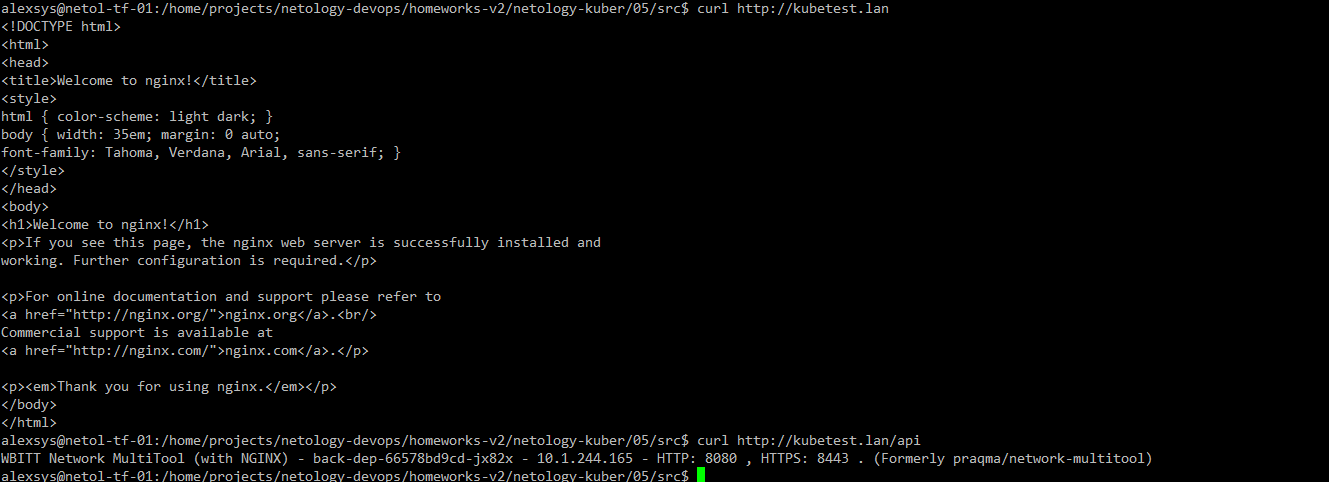 alexsys@netol-tf-01:/home/projects/netology-devops/homeworks-v2/netology-kuber/05/src$ curl http://kubetest.lan
<!DOCTYPE html>
<html>
<head>
<title>Welcome to nginx!</title>
<style>
html { color-scheme: light dark; }
body { width: 35em; margin: 0 auto;
font-family: Tahoma, Verdana, Arial, sans-serif; }
</style>
</head>
<body>
<h1>Welcome to nginx!</h1>
<p>If you see this page, the nginx web server is successfully installed and
working. Further configuration is required.</p>

<p>For online documentation and support please refer to
<a href="http://nginx.org/">nginx.org</a>.<br/>
Commercial support is available at
<a href="http://nginx.com/">nginx.com</a>.</p>

<p><em>Thank you for using nginx.</em></p>
</body>
</html>
alexsys@netol-tf-01:/home/projects/netology-devops/homeworks-v2/netology-kuber/05/src$ curl http://kubetest.lan/api
WBITT Network MultiTool (with NGINX) - back-dep-66578bd9cd-jx82x - 10.1.244.165 - HTTP: 8080 , HTTPS: 8443 . (Formerly praqma/network-multitool)
alexsys@netol-tf-01:/home/projects/netology-devops/homeworks-v2/netology-kuber/05/src$